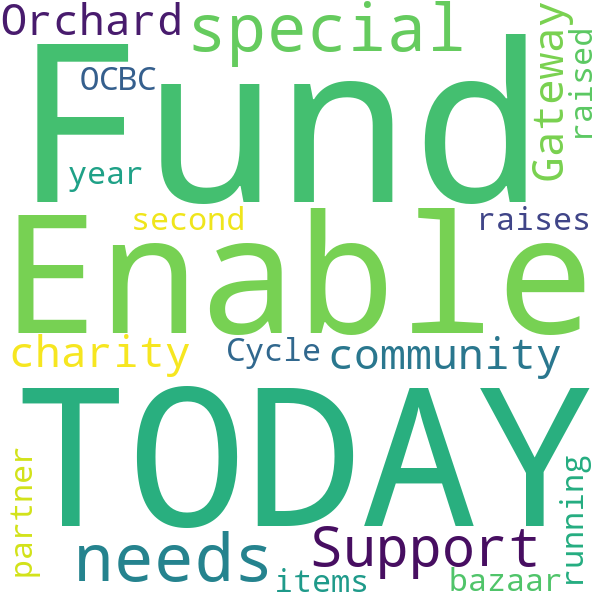 Orchard
special
Gateway
raised
OCBC
Fund
year
second
raises
Enable
charity
Cycle
community
TODAY
partner
needs
Support
running
items
bazaar